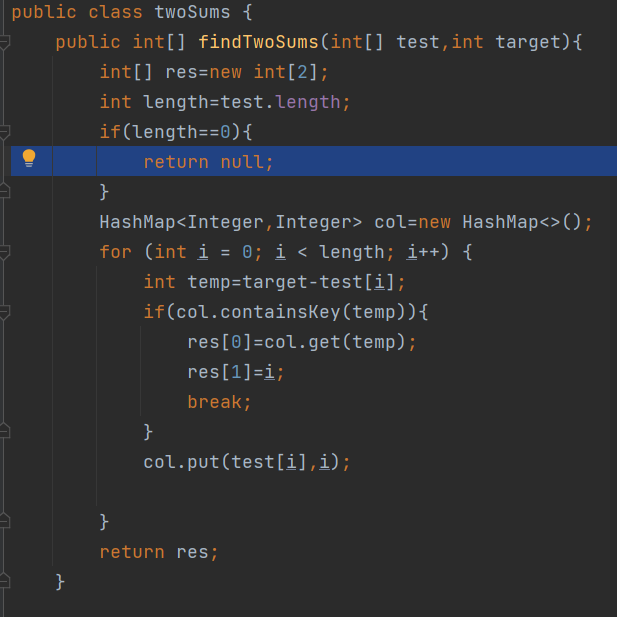 public class twoSums {
    public int[] findTwoSums(int[] test,int target){
        int[] res=new int[2];
        int length=test.length;
        if(length==0){
            return null;
        }
        HashMap<Integer,Integer> col=new HashMap<>();
        for (int i = 0; i < length; i++) {
            int temp=target-test[i];
            if(col.containsKey(temp)){
                res[0]=col.get(temp);
                res[1]=i;
                break;
            }
            col.put(test[i],i);

        }
        return res;
    }